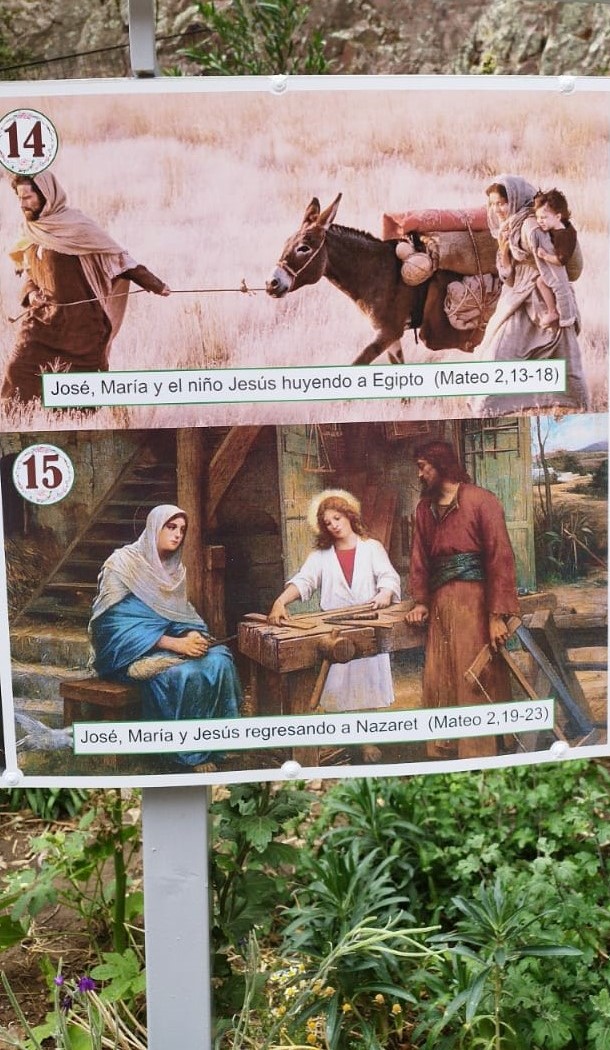 14
José, María y el niño Jesús huyendo a Egipto (Mateo 2,13-18)
15
José, María y Jesús regresando a Nazaret (Mateo 2,19-23)